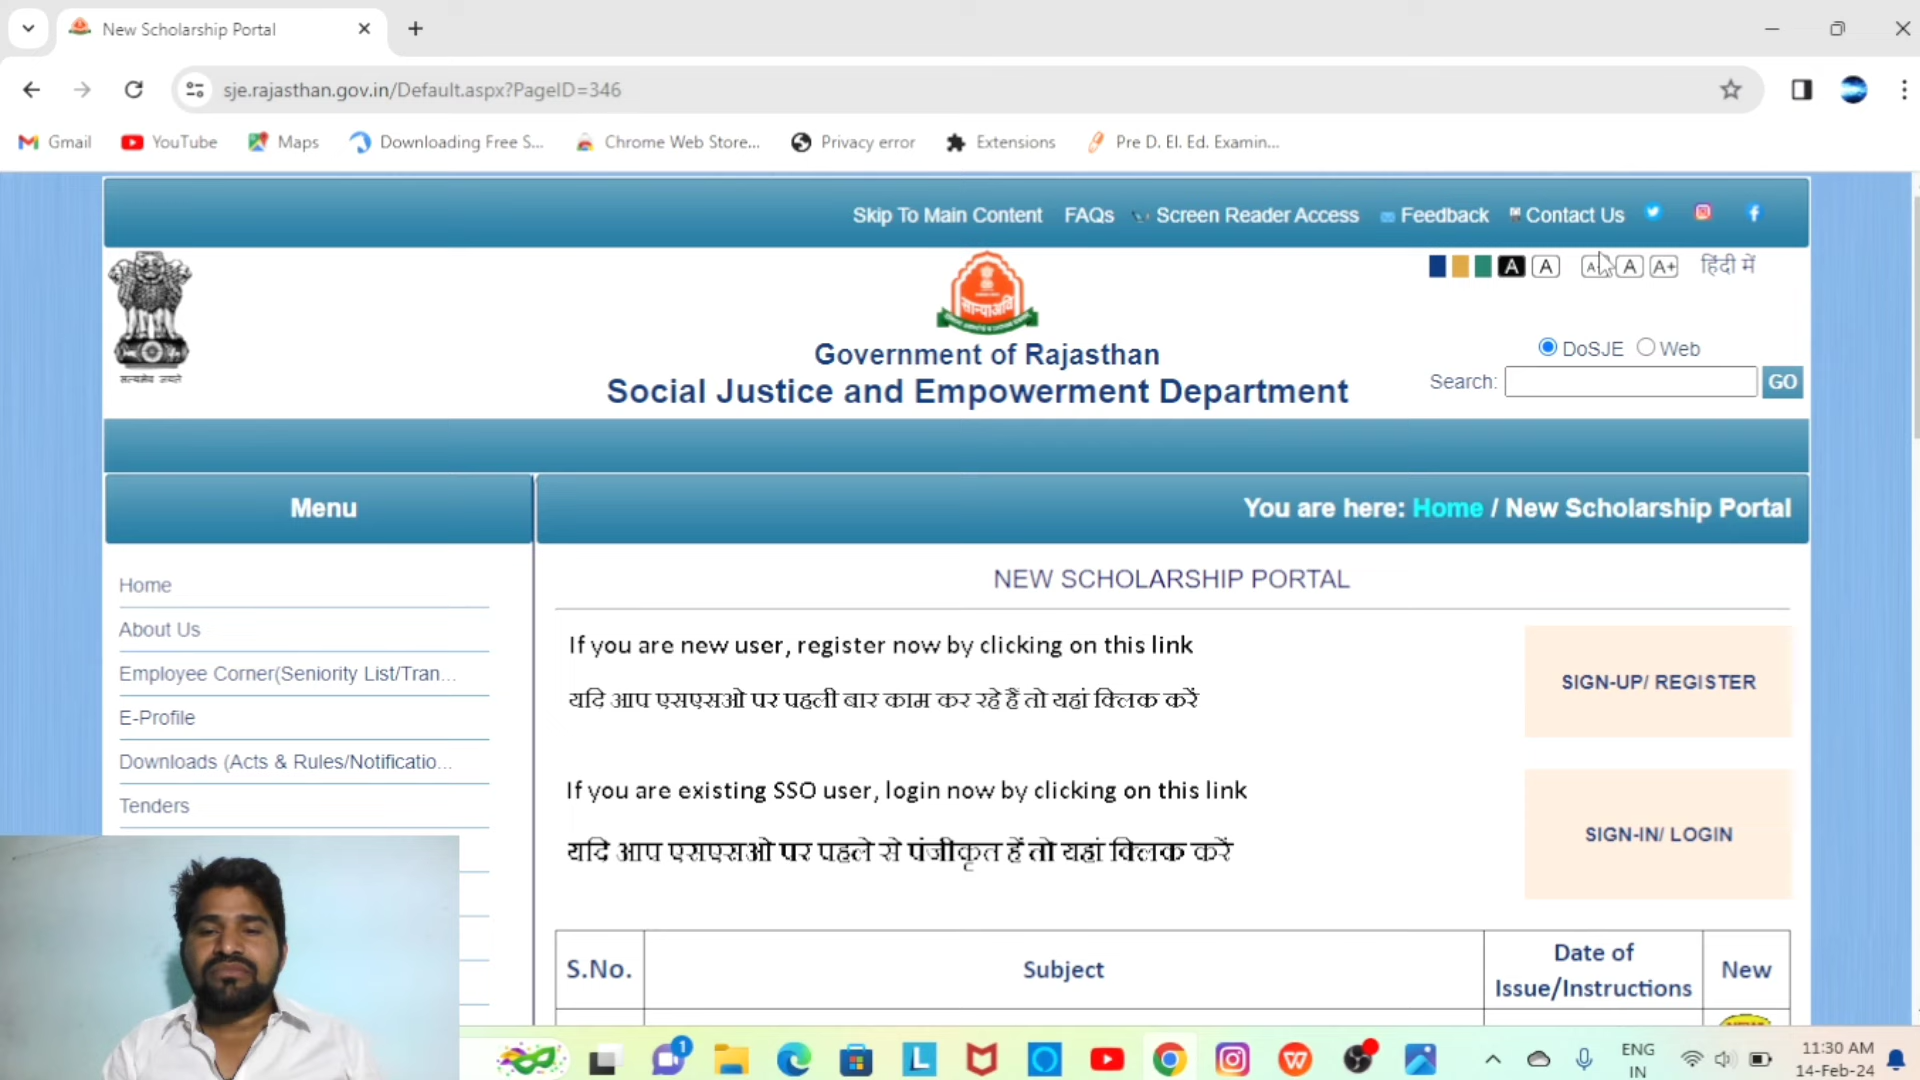 New Scholarship Portal
sje.rajasthan.gov.in/Default.aspx?PageID=346
Gmail YouTube Maps Downloading Free S... Chrome Web Store... Privacy error Extensions Pre D. El. Ed. Examin...
Skip To Main Content FAQs Screen Reader Access Feedback Contact Us
A A A A+ हिंदी में
सत्यमेव जयते
Government of Rajasthan
Social Justice and Empowerment Department
DoSJE Web
Search: GO
Menu
You are here: Home / New Scholarship Portal
Home
About Us
Employee Corner(Seniority List/Tran...
E-Profile
Downloads (Acts & Rules/Notificatio...
Tenders
NEW SCHOLARSHIP PORTAL
If you are new user, register now by clicking on this link
यदि आप एसएसओ पर पहली बार काम कर रहे हैं तो यहां क्लिक करें
SIGN-UP/ REGISTER
If you are existing SSO user, login now by clicking on this link
यदि आप एसएसओ पर पहले से पंजीकृत हें तो यहां क्लिक करें
SIGN-IN/ LOGIN
S.No. Subject Date of Issue/Instructions New
1
ENG
IN
11:30 AM
14-Feb-24